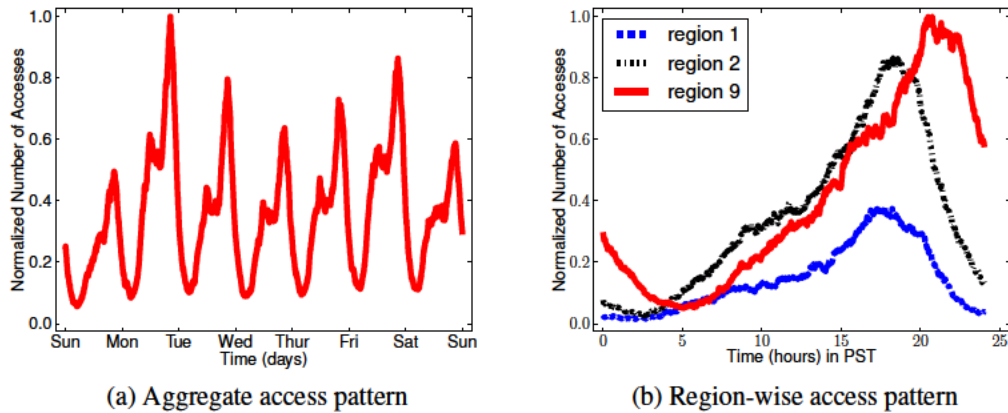 1.0
0.8
0.6
0.4
0.2
0.0
Normalized Number of Accesses
Sun Mon Tue Wed Thu Fri Sat Sun
Time (days)
(a) Aggregate access pattern
1.0
0.8
0.6
0.4
0.2
0.0
Normalized Number of Accesses
region 1
region 2
region 9
0 5 10 15 20 25
Time (hours) in PST
(b) Region-wise access pattern